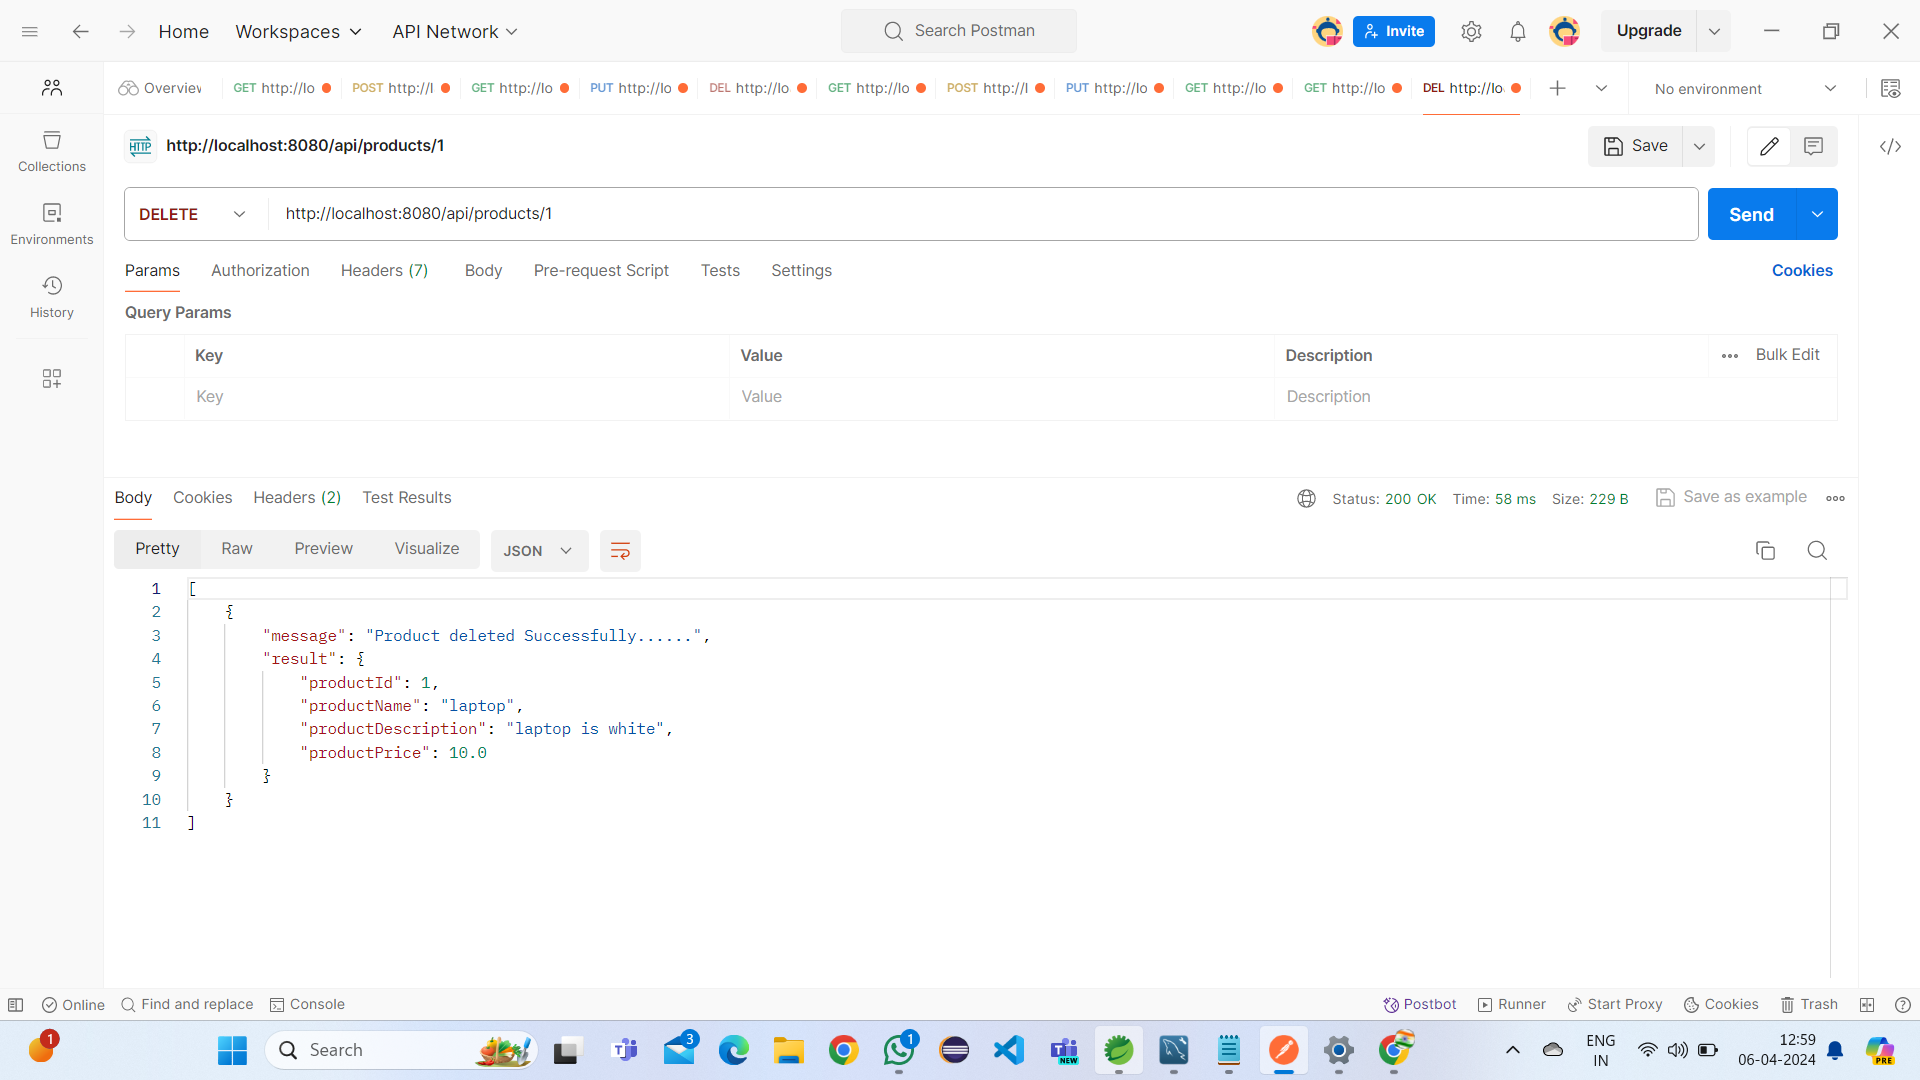 Home Workspaces API Network Search Postman Invite Upgrade
Overview GET http://lo POST http://l GET http://lo PUT http://lo DEL http://lo GET http://lo POST http://l PUT http://lo GET http://lo GET http://lo DEL http://lo No environment
HTTP http://localhost:8080/api/products/1 Save
Collections
Environments
History
DELETE http://localhost:8080/api/products/1 Send
Params Authorization Headers (7) Body Pre-request Script Tests Settings Cookies
Query Params
Key Value Description Bulk Edit
Key Value Description
Body Cookies Headers (2) Test Results Status: 200 OK Time: 58 ms Size: 229 B Save as example
Pretty Raw Preview Visualize JSON
1 [
2 {
3 "message": "Product deleted Successfully......",
4 "result": {
5 "productId": 1,
6 "productName": "laptop",
7 "productDescription": "laptop is white",
8 "productPrice": 10.0
9 }
10 }
11 ]
Online Find and replace Console Postbot Runner Start Proxy Cookies Trash
1 Search 3 1 NEW ENG 12:59
IN 06-04-2024 PRE